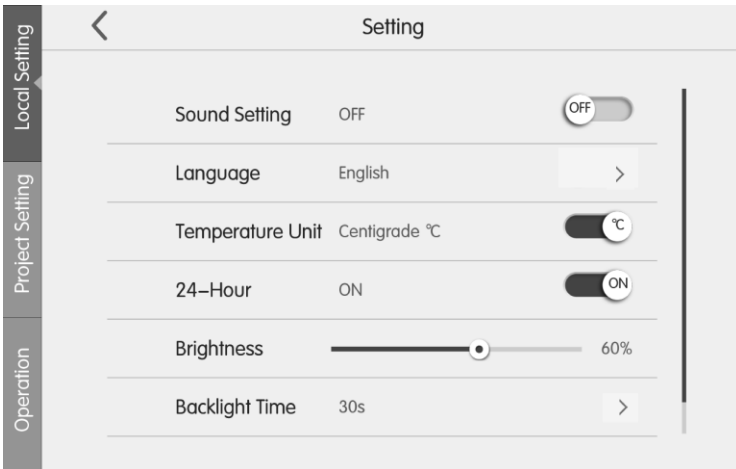 Setting
Local Setting
Project Setting
Operation
Sound Setting OFF OFF
Language English >
Temperature Unit Centigrade ℃ ℃
24-Hour ON ON
Brightness 60%
Backlight Time 30s >